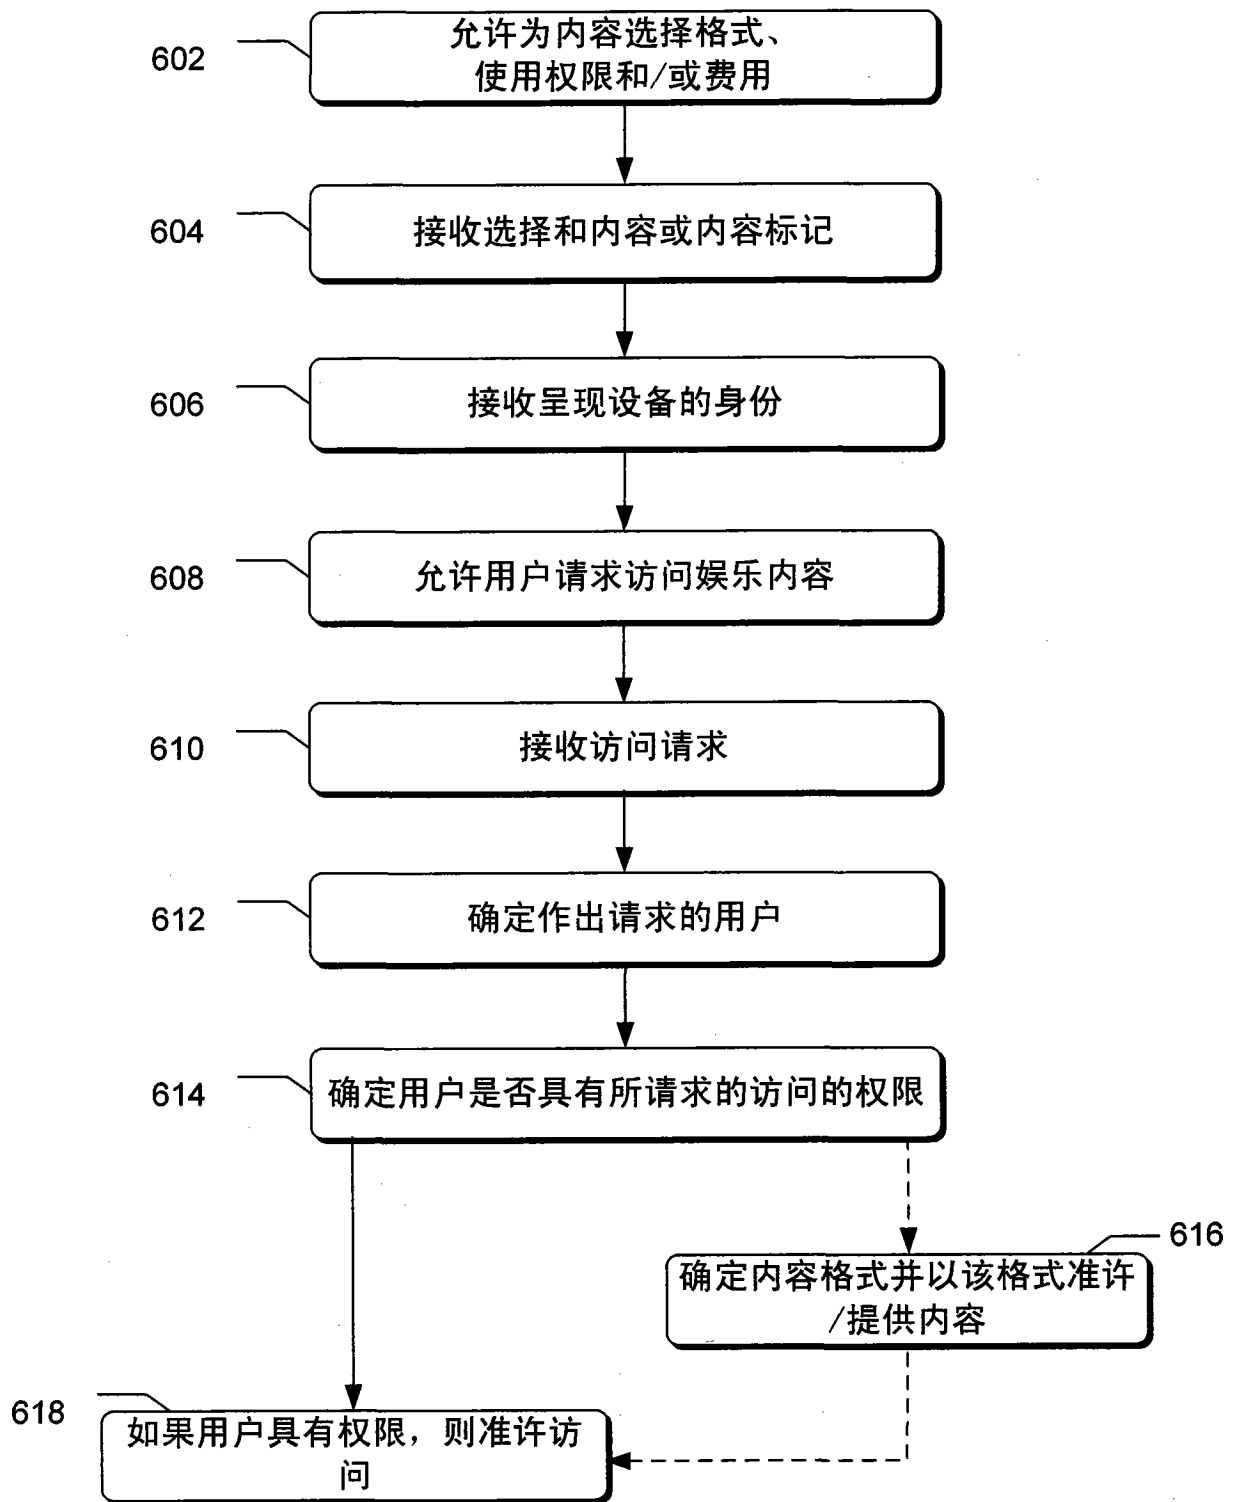 602
允许为内容选择格式、
使用权限和/或费用
604
接收选择和内容或内容标记
606
接收呈现设备的身份
608
允许用户请求访问娱乐内容
610
接收访问请求
612
确定作出请求的用户
614
确定用户是否具有所请求的访问的权限
616
确定内容格式并以该格式准许
/提供内容
618
如果用户具有权限，则准许访
问